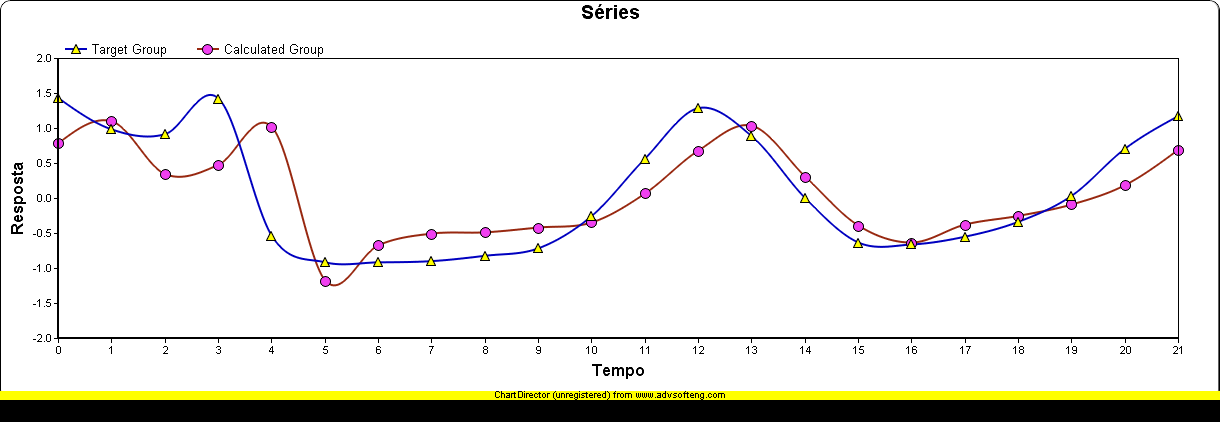 Séries
Target Group Calculated Group
2.0
1.5
1.0
0.5
0.0
-0.5
-1.0
-1.5
-2.0
Resposta
0 1 2 3 4 5 6 7 8 9 10 11 12 13 14 15 16 17 18 19 20 21
Tempo
ChartDirector (unregistered) from www.advsofteng.com